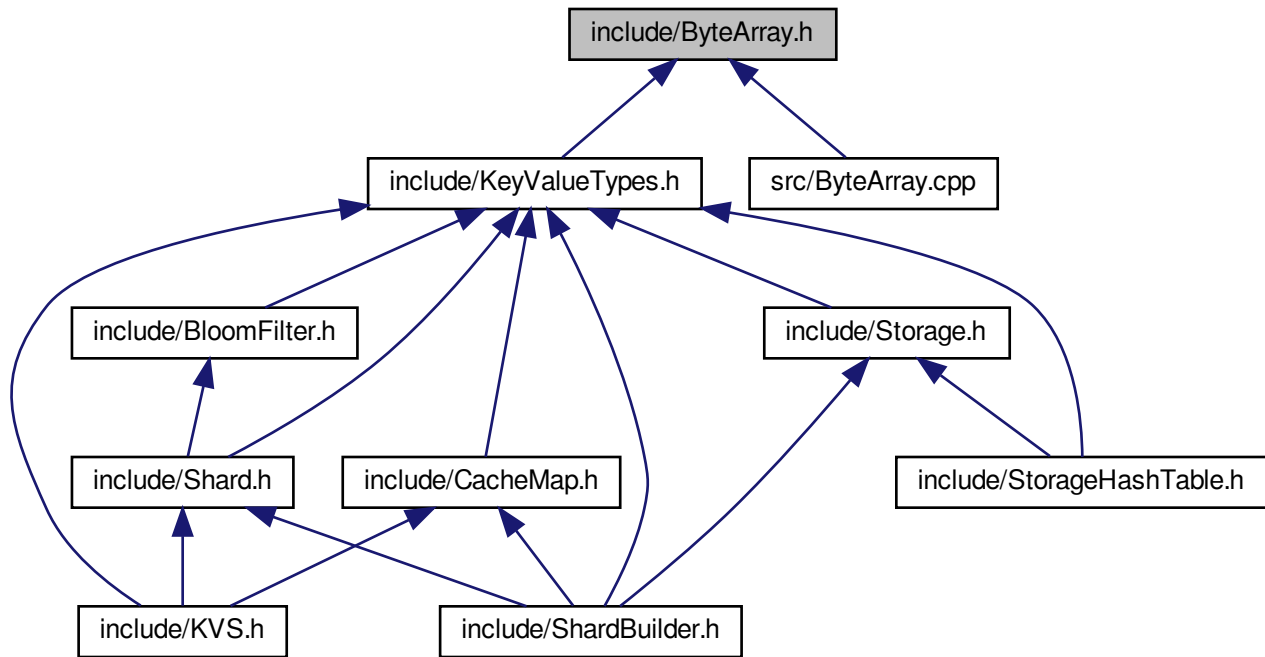 include/ByteArray.h
include/KeyValueTypes.h
src/ByteArray.cpp
include/BloomFilter.h
include/Storage.h
include/Shard.h
include/CacheMap.h
include/StorageHashTable.h
include/KVS.h
include/ShardBuilder.h